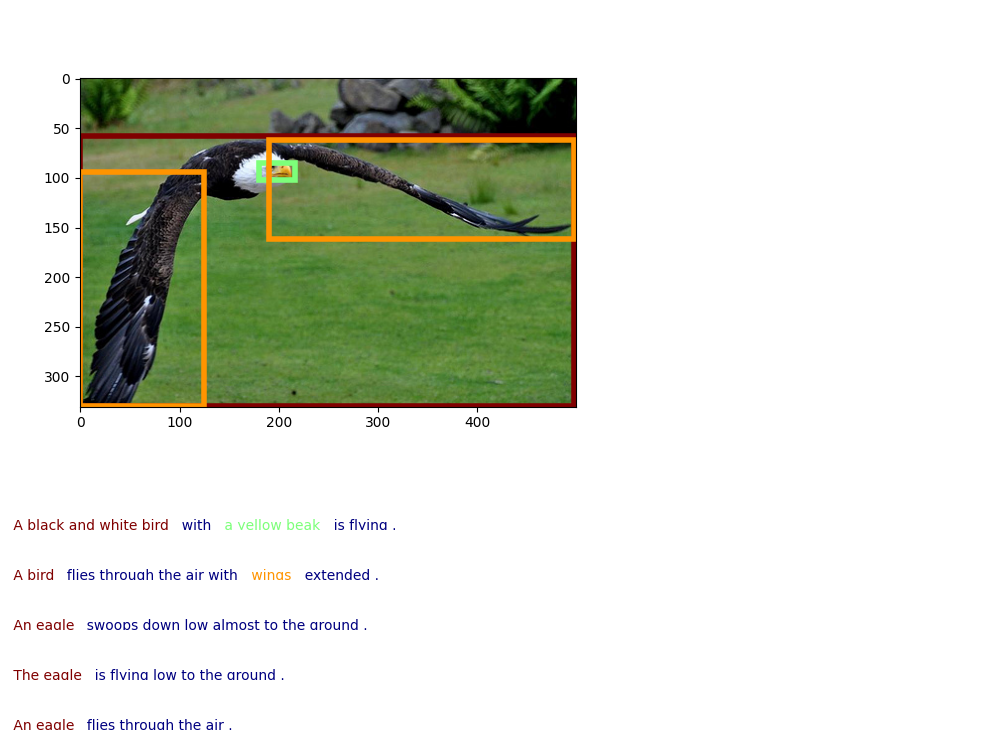 0
50
100
150
200
250
300
0 100 200 300 400
A black and white bird with a yellow beak is flying .
A bird flies through the air with wings extended .
An eagle swoops down low almost to the ground .
The eagle is flying low to the ground .
An eagle flies through the air .